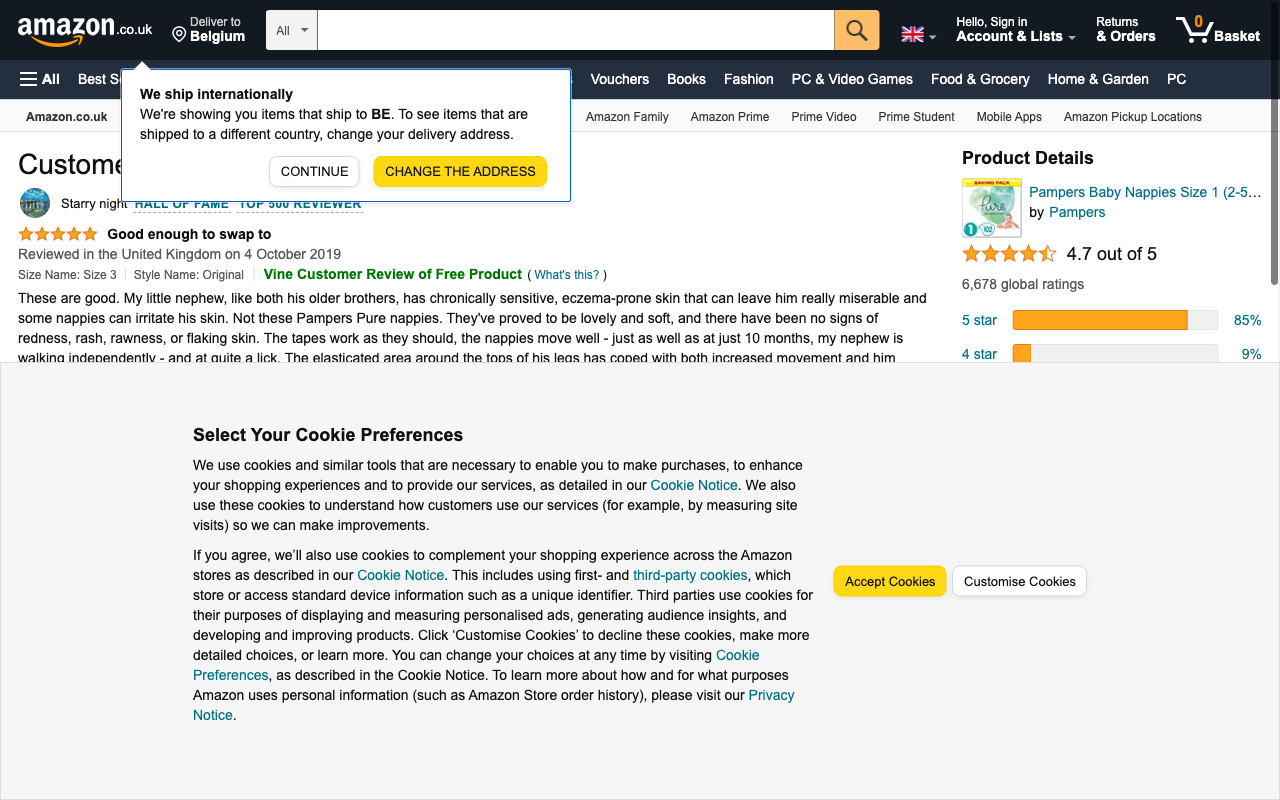 amazon.co.uk
Deliver to
Belgium
All
Hello, Sign in
Account & Lists
Returns
& Orders
0
Basket
All
Best S
Vouchers
Books
Fashion
PC & Video Games
Food & Grocery
Home & Garden
PC
We ship internationally
We're showing you items that ship to BE. To see items that are
shipped to a different country, change your delivery address.
CONTINUE
CHANGE THE ADDRESS
Amazon.co.uk
Amazon Family
Amazon Prime
Prime Video
Prime Student
Mobile Apps
Amazon Pickup Locations
Custome
Starry night HALL OF FAME TOP 500 REVIEWER
Good enough to swap to
Reviewed in the United Kingdom on 4 October 2019
Size Name: Size 3 Style Name: Original Vine Customer Review of Free Product ( What's this? )
These are good. My little nephew, like both his older brothers, has chronically sensitive, eczema-prone skin that can leave him really miserable and
some nappies can irritate his skin. Not these Pampers Pure nappies. They've proved to be lovely and soft, and there have been no signs of
redness, rash, rawness, or flaking skin. The tapes work as they should, the nappies move well - just as well as at just 10 months, my nephew is
walking independently - and at quite a lick. The elasticated area around the tops of his legs has coped with both increased movement and him
Product Details
SAVING PACK
pure
1
102
Pampers Baby Nappies Size 1 (2-5...
by Pampers
4.7 out of 5
6,678 global ratings
5 star 85%
4 star 9%
Select Your Cookie Preferences
We use cookies and similar tools that are necessary to enable you to make purchases, to enhance
your shopping experiences and to provide our services, as detailed in our Cookie Notice. We also
use these cookies to understand how customers use our services (for example, by measuring site
visits) so we can make improvements.
If you agree, we’ll also use cookies to complement your shopping experience across the Amazon
stores as described in our Cookie Notice. This includes using first- and third-party cookies, which
store or access standard device information such as a unique identifier. Third parties use cookies for
their purposes of displaying and measuring personalised ads, generating audience insights, and
developing and improving products. Click ‘Customise Cookies’ to decline these cookies, make more
detailed choices, or learn more. You can change your choices at any time by visiting Cookie
Preferences, as described in the Cookie Notice. To learn more about how and for what purposes
Amazon uses personal information (such as Amazon Store order history), please visit our Privacy
Notice.
Accept Cookies
Customise Cookies